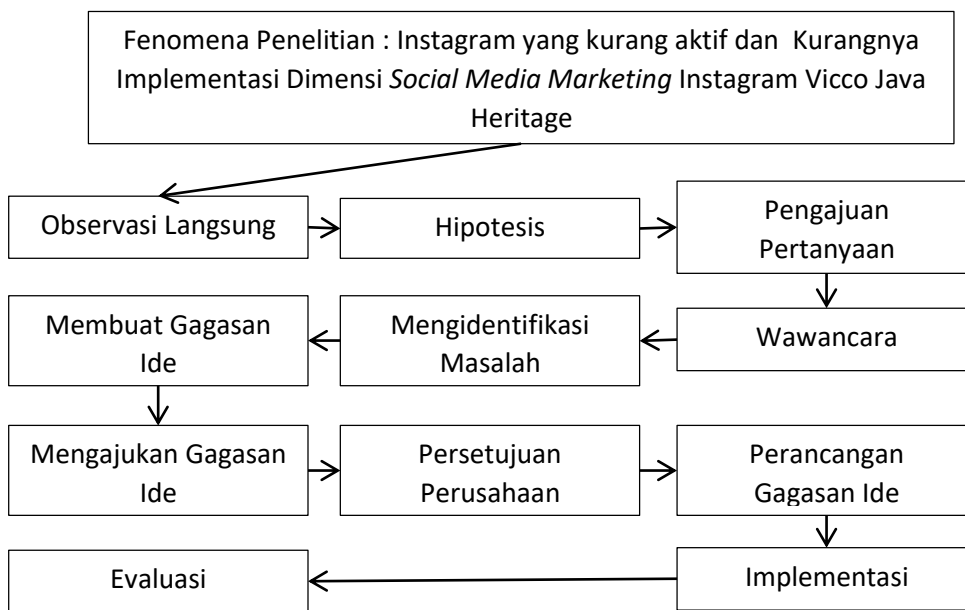 Fenomena Penelitian : Instagram yang kurang aktif dan Kurangnya
Implementasi Dimensi Social Media Marketing Instagram Vicco Java
Heritage
Observasi Langsung
Hipotesis
Pengajuan
Pertanyaan
Wawancara
Mengidentifikasi
Masalah
Membuat Gagasan
Ide
Mengajukan Gagasan
Ide
Persetujuan
Perusahaan
Perancangan
Gagasan Ide
Implementasi
Evaluasi